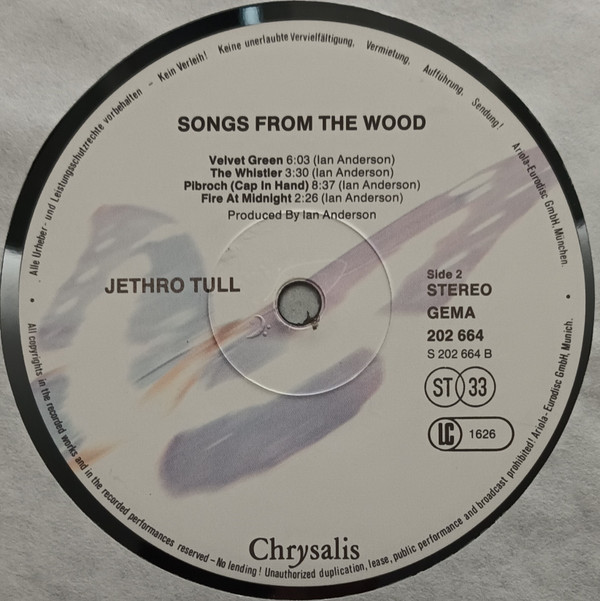 SONGS FROM THE WOOD
Velvet Green 6:03 (Ian Anderson)
The Whistler 3:30 (Ian Anderson)
Pibroch (Cap In Hand) 8:37 (Ian Anderson)
Fire At Midnight 2:26 (Ian Anderson)
Produced By Ian Anderson
JETHRO TULL
Side 2
STEREO
GEMA
202 664
S 202 664 B
ST 33
LC 1626
Chrysalis
Alle Urheber- und Leistungsschutzrechte vorbehalten – Kein Verleih! Keine unerlaubte Vervielfältigung, Vermietung, Aufführung, Sendung! Ariola-Eurodisc GmbH, München.
All copyrights in the recorded works and in the recorded performances reserved – No lending! Unauthorized duplication, lease, public performance and broadcast prohibited! Ariola-Eurodisc GmbH, Munich.